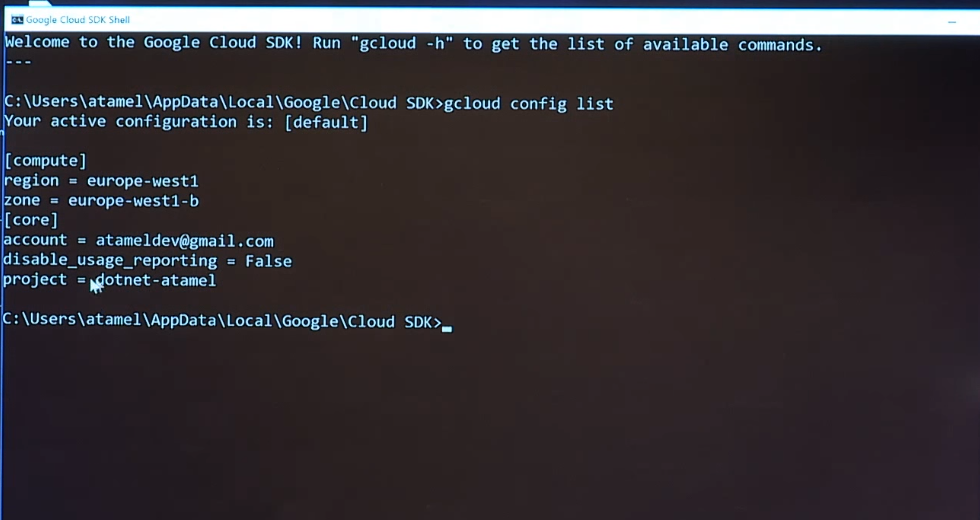 Google Cloud SDK Shell
Welcome to the Google Cloud SDK! Run "gcloud -h" to get the list of available commands.
---
C:\Users\atamel\AppData\Local\Google\Cloud SDK>gcloud config list
Your active configuration is: [default]
[compute]
region = europe-west1
zone = europe-west1-b
[core]
account = atameldev@gmail.com
disable_usage_reporting = False
project = dotnet-atamel
C:\Users\atamel\AppData\Local\Google\Cloud SDK>